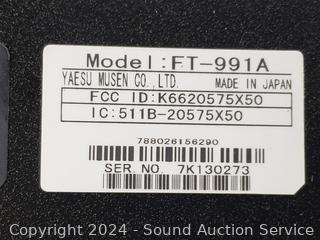 Model:FT-991A
YAESU MUSEN CO., LTD. MADE IN JAPAN
FCC ID:K6620575X50
IC:511B-20575X50
788026156290
SER. NO. 7K130273
Copyright 2024 - Sound Auction Service